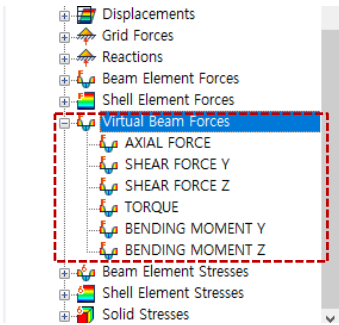 Displacements
Grid Forces
Reactions
Beam Element Forces
Shell Element Forces
Virtual Beam Forces
AXIAL FORCE
SHEAR FORCE Y
SHEAR FORCE Z
TORQUE
BENDING MOMENT Y
BENDING MOMENT Z
Beam Element Stresses
Shell Element Stresses
Solid Stresses